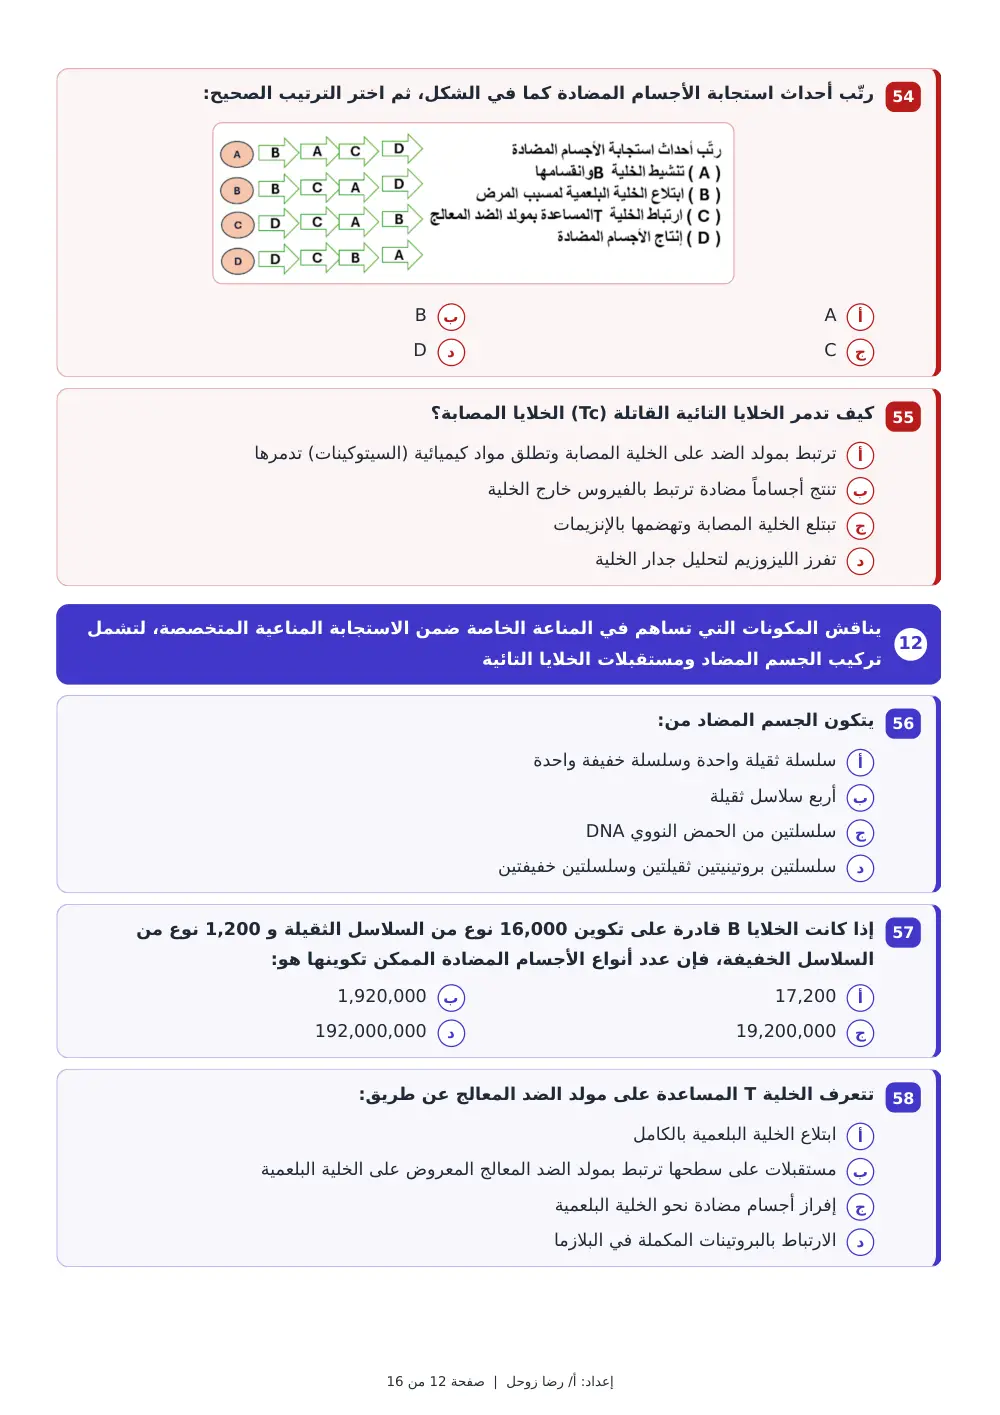 54 رتّب أحداث استجابة الأجسام المضادة كما في الشكل، ثم اختر الترتيب الصحيح:
رتّب أحداث استجابة الأجسام المضادة
( A ) تنشيط الخلية Bوانقسامها
( B ) ابتلاع الخلية البلعمية لمسبب المرض
( C ) ارتباط الخلية Tالمساعدة بمولد الضد المعالج
( D ) إنتاج الأجسام المضادة
A B A C D
B B C A D
C D C A B
D D C B A
أ A
ب B
ج C
د D
55 كيف تدمر الخلايا التائية القاتلة (Tc) الخلايا المصابة؟
أ ترتبط بمولد الضد على الخلية المصابة وتطلق مواد كيميائية (السيتوكينات) تدمرها
ب تنتج أجساماً مضادة ترتبط بالفيروس خارج الخلية
ج تبتلع الخلية المصابة وتهضمها بالإنزيمات
د تفرز الليزوزيم لتحليل جدار الخلية
12 يناقش المكونات التي تساهم في المناعة الخاصة ضمن الاستجابة المناعية المتخصصة، لتشمل
تركيب الجسم المضاد ومستقبلات الخلايا التائية
56 يتكون الجسم المضاد من:
أ سلسلة ثقيلة واحدة وسلسلة خفيفة واحدة
ب أربع سلاسل ثقيلة
ج سلسلتين من الحمض النووي DNA
د سلسلتين بروتينيتين ثقيلتين وسلسلتين خفيفتين
57 إذا كانت الخلايا B قادرة على تكوين 16,000 نوع من السلاسل الثقيلة و 1,200 نوع من
السلاسل الخفيفة، فإن عدد أنواع الأجسام المضادة الممكن تكوينها هو:
أ 17,200
ب 1,920,000
ج 19,200,000
د 192,000,000
58 تتعرف الخلية T المساعدة على مولد الضد المعالج عن طريق:
أ ابتلاع الخلية البلعمية بالكامل
ب مستقبلات على سطحها ترتبط بمولد الضد المعالج المعروض على الخلية البلعمية
ج إفراز أجسام مضادة نحو الخلية البلعمية
د الارتباط بالبروتينات المكملة في البلازما
إعداد: أ/ رضا زوحل | صفحة 12 من 16